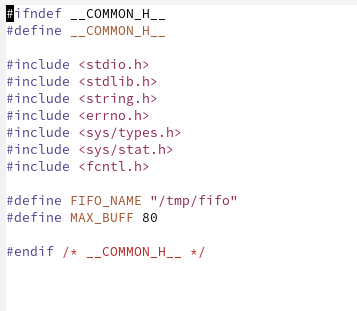 #ifndef __COMMON_H__
#define __COMMON_H__
#include <stdio.h>
#include <stdlib.h>
#include <string.h>
#include <errno.h>
#include <sys/types.h>
#include <sys/stat.h>
#include <fcntl.h>
#define FIFO_NAME "/tmp/fifo"
#define MAX_BUFF 80
#endif /* __COMMON_H__ */